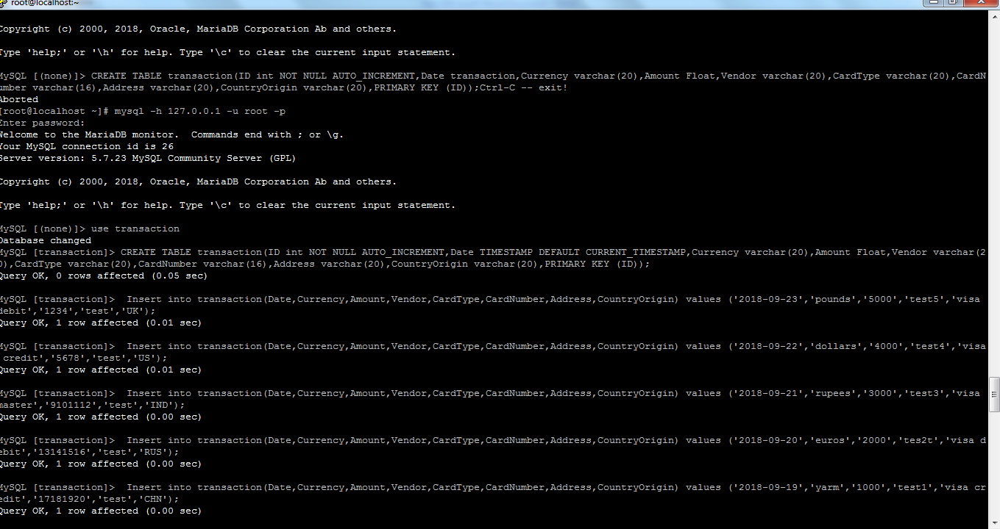 root@localhost:~
Copyright (c) 2000, 2018, Oracle, MariaDB Corporation Ab and others.
Type 'help;' or '\h' for help. Type '\c' to clear the current input statement.
MySQL [(none)]> CREATE TABLE transaction(ID int NOT NULL AUTO_INCREMENT,Date transaction,Currency varchar(20),Amount Float,Vendor varchar(20),CardType varchar(20),CardN
umber varchar(16),Address varchar(20),CountryOrigin varchar(20),PRIMARY KEY (ID));Ctrl-C -- exit!
Aborted
[root@localhost ~]# mysql -h 127.0.0.1 -u root -p
Enter password:
Welcome to the MariaDB monitor.  Commands end with ; or \g.
Your MySQL connection id is 26
Server version: 5.7.23 MySQL Community Server (GPL)
Copyright (c) 2000, 2018, Oracle, MariaDB Corporation Ab and others.
Type 'help;' or '\h' for help. Type '\c' to clear the current input statement.
MySQL [(none)]> use transaction
Database changed
MySQL [transaction]> CREATE TABLE transaction(ID int NOT NULL AUTO_INCREMENT,Date TIMESTAMP DEFAULT CURRENT_TIMESTAMP,Currency varchar(20),Amount Float,Vendor varchar(2
0),CardType varchar(20),CardNumber varchar(16),Address varchar(20),CountryOrigin varchar(20),PRIMARY KEY (ID));
Query OK, 0 rows affected (0.05 sec)
MySQL [transaction]>  Insert into transaction(Date,Currency,Amount,Vendor,CardType,CardNumber,Address,CountryOrigin) values ('2018-09-23','pounds','5000','test5','visa
debit','1234','test','UK');
Query OK, 1 row affected (0.01 sec)
MySQL [transaction]>  Insert into transaction(Date,Currency,Amount,Vendor,CardType,CardNumber,Address,CountryOrigin) values ('2018-09-22','dollars','4000','test4','visa
credit','5678','test','US');
Query OK, 1 row affected (0.01 sec)
MySQL [transaction]>  Insert into transaction(Date,Currency,Amount,Vendor,CardType,CardNumber,Address,CountryOrigin) values ('2018-09-21','rupees','3000','test3','visa
master','9101112','test','IND');
Query OK, 1 row affected (0.00 sec)
MySQL [transaction]>  Insert into transaction(Date,Currency,Amount,Vendor,CardType,CardNumber,Address,CountryOrigin) values ('2018-09-20','euros','2000','tes2t','visa d
ebit','13141516','test','RUS');
Query OK, 1 row affected (0.00 sec)
MySQL [transaction]>  Insert into transaction(Date,Currency,Amount,Vendor,CardType,CardNumber,Address,CountryOrigin) values ('2018-09-19','yarm','1000','test1','visa cr
edit','17181920','test','CHN');
Query OK, 1 row affected (0.00 sec)